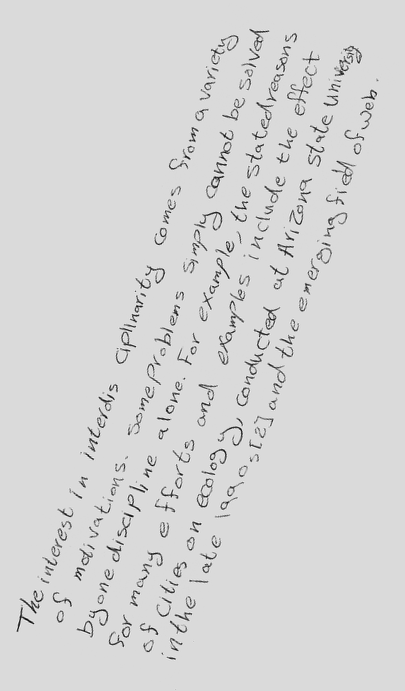 The interest in interdis ciplinarity comes from a variety
of motivations. Some Problems simply cannot be solved
by one discipline alone. For example, the stated reasons
for many efforts and examples include the effect
of Cities on ecology, conducted at Arizona state university
in the late 1990s[2] and the emerging fied of web.